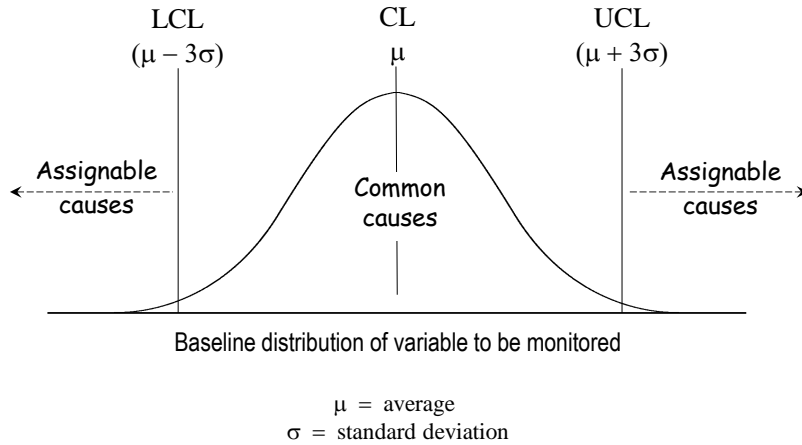 LCL CL UCL
(μ − 3σ) μ (μ + 3σ)
Assignable Common Assignable
causes causes causes
Baseline distribution of variable to be monitored
μ = average
σ = standard deviation